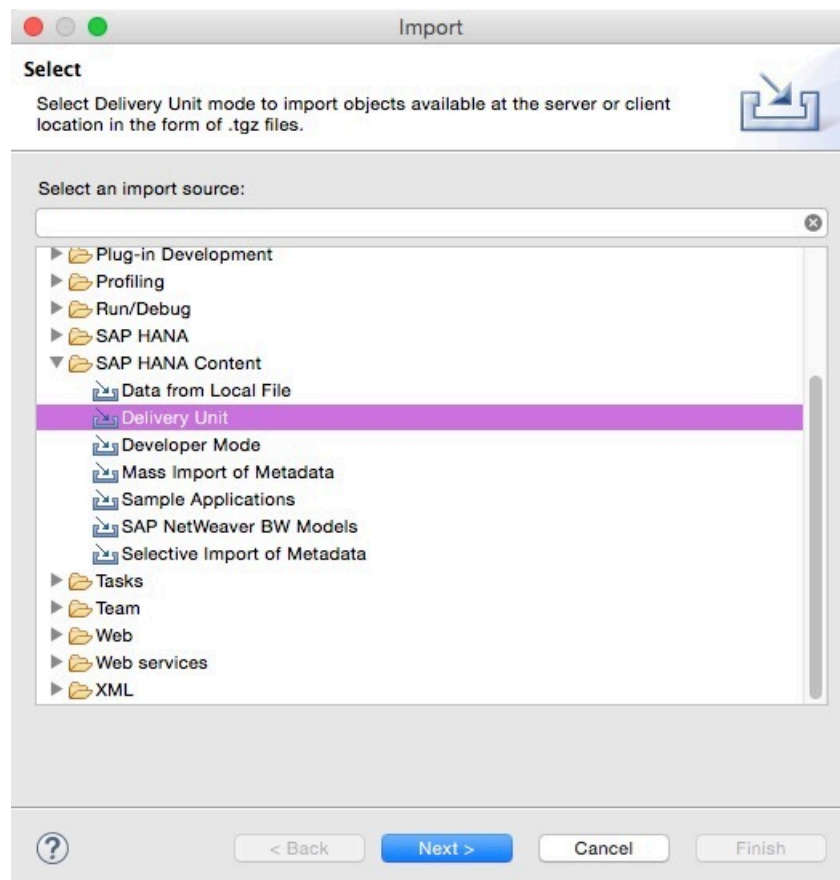 Import
Select
Select Delivery Unit mode to import objects available at the server or client
location in the form of .tgz files.
Select an import source:
Plug-in Development
Profiling
Run/Debug
SAP HANA
SAP HANA Content
Data from Local File
Delivery Unit
Developer Mode
Mass Import of Metadata
Sample Applications
SAP NetWeaver BW Models
Selective Import of Metadata
Tasks
Team
Web
Web services
XML
? < Back Next > Cancel Finish